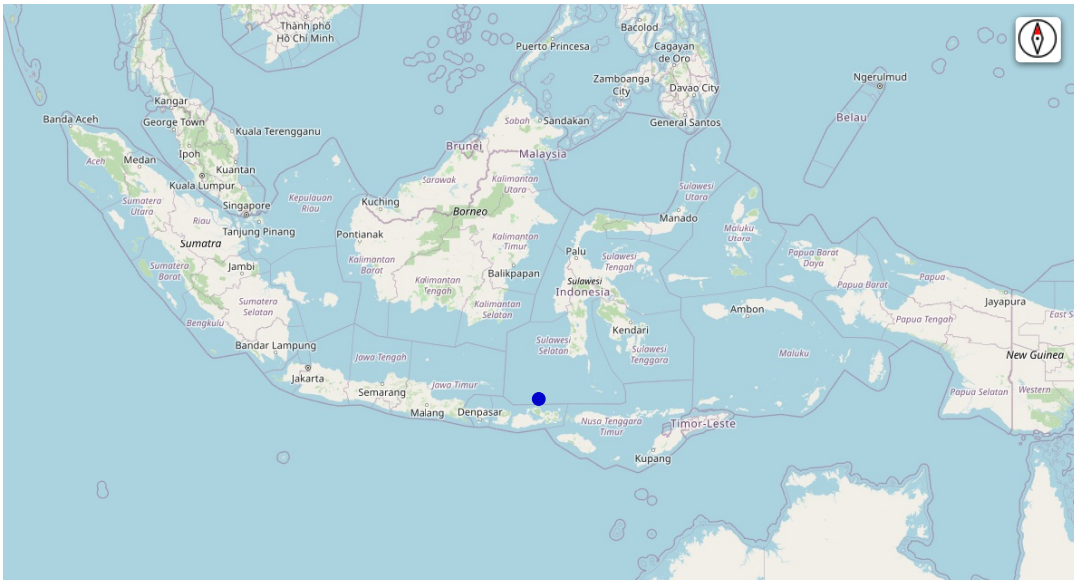 Thành phố
Hồ Chí Minh
Bacolod
Puerto Princesa
Cagayan
de Oro
Zamboanga
City
Davao City
Ngerulmud
Kangar
Banda Aceh
George Town
Kuala Terengganu
Sabah
Sandakan
General Santos
Belau
Brunei
Malaysia
Ipoh
Aceh
Medan
Kuantan
Kuala Lumpur
Sarawak
Kalimantan
Utara
Sulawesi
Utara
Sumatera
Utara
Riau
Singapore
Kepulauan
Riau
Kuching
Borneo
Manado
Maluku
Utara
Tanjung Pinang
Pontianak
Sumatra
Kalimantan
Timur
Palu
Papua Barat
Daya
Sumatera
Barat
Jambi
Kalimantan
Barat
Balikpapan
Sulawesi
Tengah
Sulawesi
Indonesia
Papua
Papua Barat
Kalimantan
Tengah
Sumatera
Selatan
Kalimantan
Selatan
Ambon
Jayapura
Bengkulu
Kendari
Papua Tengah
East S
Bandar Lampung
Sulawesi
Selatan
Sulawesi
Tenggara
Maluku
New Guinea
Jakarta
Jawa Tengah
Semarang
Jawa Timur
Papua Selatan
Western
Malang
Denpasar
Nusa Tenggara
Timur
Timor-Leste
Kupang